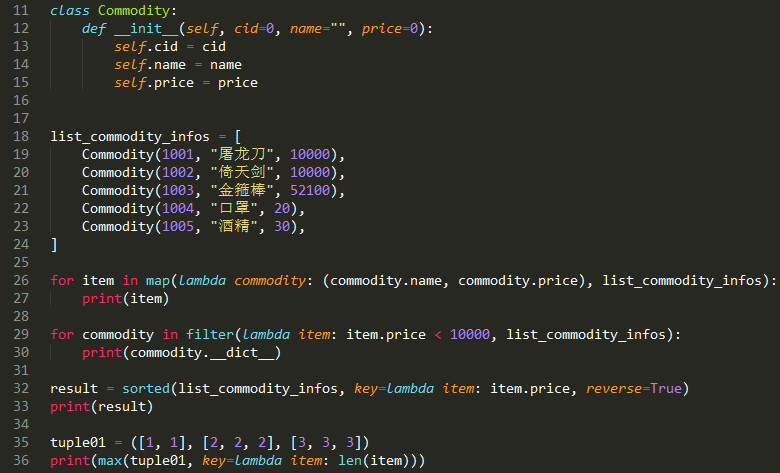 11 class Commodity:
12     def __init__(self, cid=0, name="", price=0):
13         self.cid = cid
14         self.name = name
15         self.price = price
16
17
18 list_commodity_infos = [
19     Commodity(1001, "屠龙刀", 10000),
20     Commodity(1002, "倚天剑", 10000),
21     Commodity(1003, "金箍棒", 52100),
22     Commodity(1004, "口罩", 20),
23     Commodity(1005, "酒精", 30),
24 ]
25
26 for item in map(lambda commodity: (commodity.name, commodity.price), list_commodity_infos):
27     print(item)
28
29 for commodity in filter(lambda item: item.price < 10000, list_commodity_infos):
30     print(commodity.__dict__)
31
32 result = sorted(list_commodity_infos, key=lambda item: item.price, reverse=True)
33 print(result)
34
35 tuple01 = ([1, 1], [2, 2, 2], [3, 3, 3])
36 print(max(tuple01, key=lambda item: len(item)))